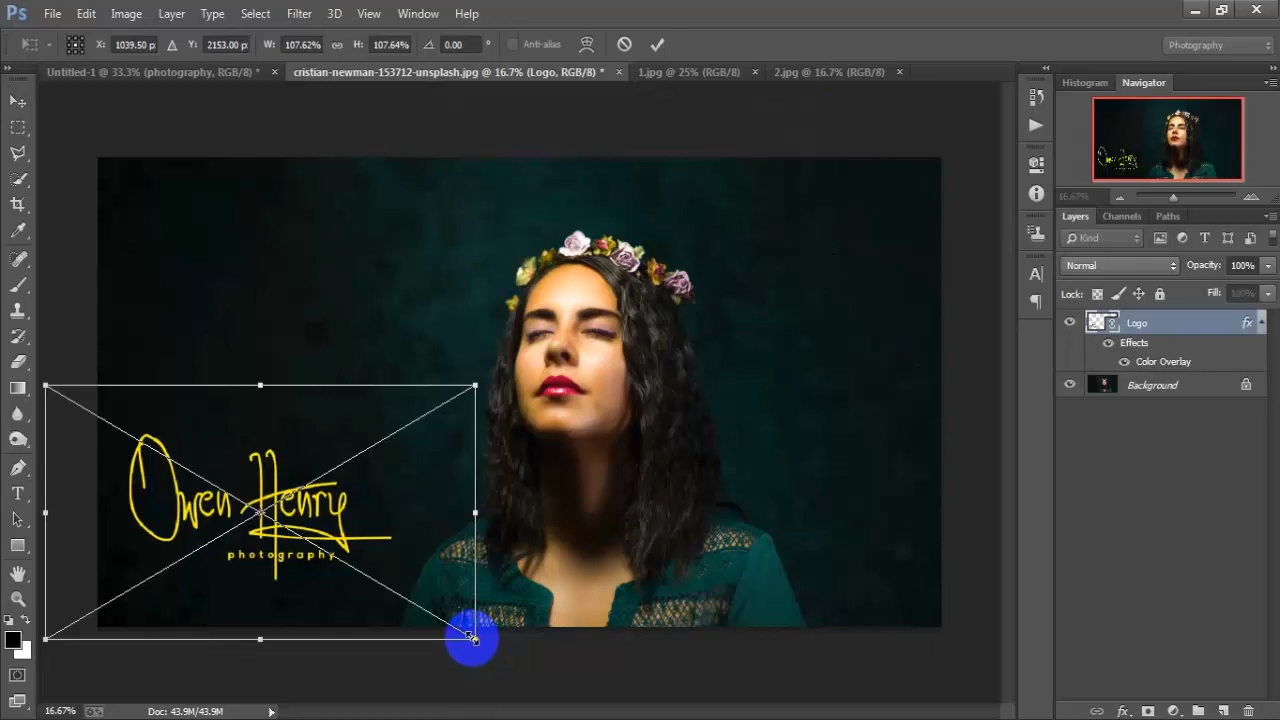 Ps File Edit Image Layer Type Select Filter 3D View Window Help
X: 1039.50 p Y: 2153.00 p W: 107.62% H: 107.64% 0.00 ° Anti-alias Photography
Untitled-1 @ 33.3% (photography, RGB/8) * × cristian-newman-153712-unsplash.jpg @ 16.7% (Logo, RGB/8) * × 1.jpg @ 25% (RGB/8) × 2.jpg @ 16.7% (RGB/8) ×
Histogram Navigator
16.67%
Layers Channels Paths
Kind
Normal Opacity: 100%
Lock: Fill: 100%
Logo fx
Effects
Color Overlay
Background
Owen Henry
photography
16.67% Doc: 43.9M/43.9M